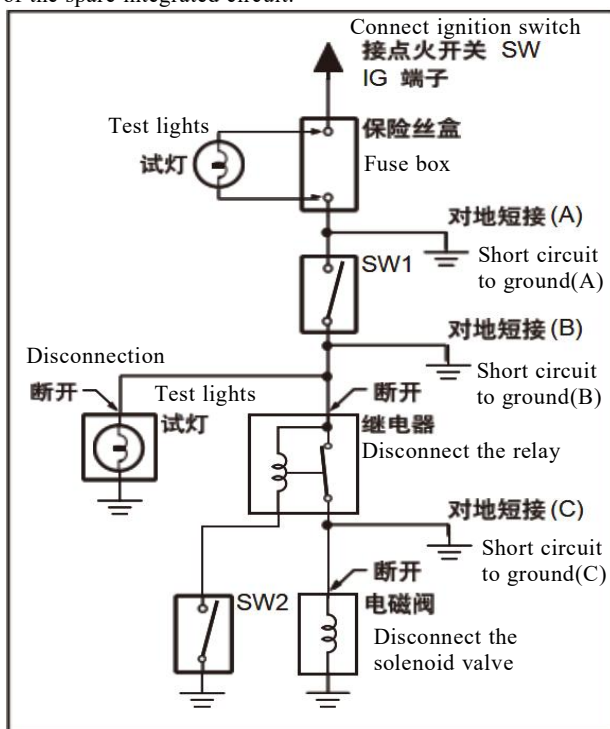 of the spare integrated circuit.
Connect ignition switch
接点火开关 SW
IG 端子
Test lights
保险丝盒
试灯
Fuse box
对地短接 (A)
SW1
Short circuit
to ground(A)
对地短接 (B)
Disconnection
断开
Test lights
断开
Short circuit
to ground(B)
试灯
继电器
Disconnect the relay
对地短接 (C)
Short circuit
to ground(C)
断开
SW2
电磁阀
Disconnect the
solenoid valve